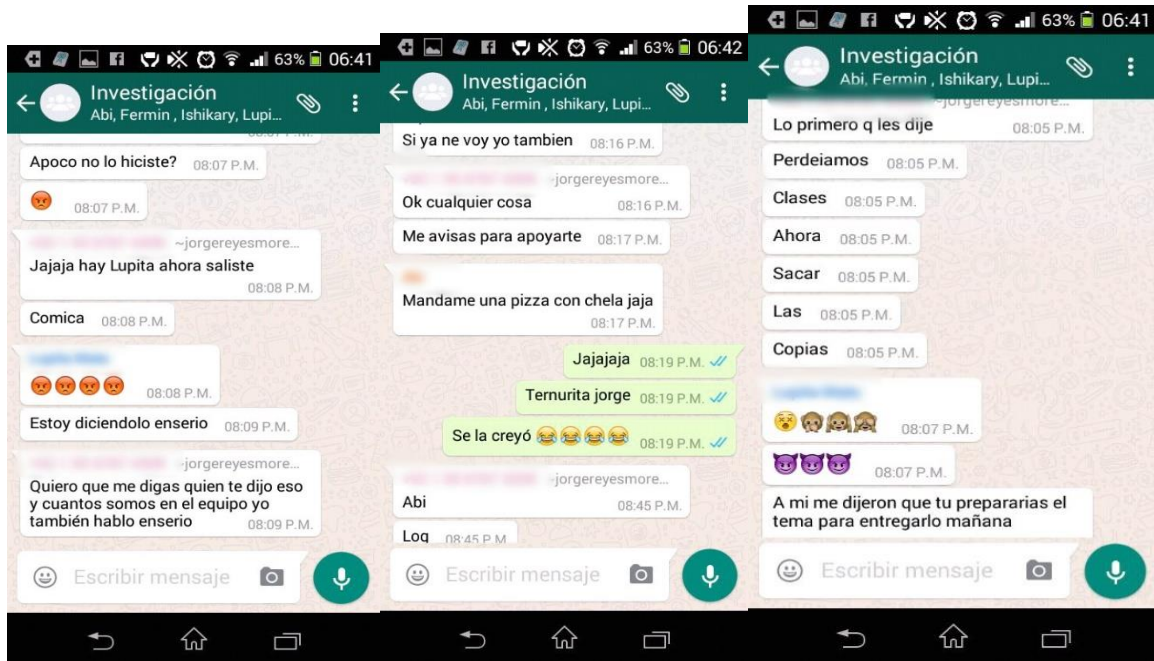 63% 06:41
Investigación
Abi, Fermin , Ishikary, Lupi...
Apoco no lo hiciste? 08:07 P.M.
08:07 P.M.
~jorgereyesmore...
Jajaja hay Lupita ahora saliste
08:08 P.M.
Comica 08:08 P.M.
08:08 P.M.
Estoy diciendolo enserio 08:09 P.M.
-jorgereyesmore...
Quiero que me digas quien te dijo eso
y cuantos somos en el equipo yo
también hablo enserio 08:09 P.M.
Escribir mensaje
63% 06:42
Investigación
Abi, Fermin , Ishikary, Lupi...
Si ya ne voy yo tambien 08:16 P.M.
-jorgereyesmore...
Ok cualquier cosa 08:16 P.M.
Me avisas para apoyarte 08:17 P.M.
Mandame una pizza con chela jaja
08:17 P.M.
Jajajaja 08:19 P.M.
Ternurita jorge 08:19 P.M.
Se la creyó 😂😂😂😂 08:19 P.M.
-jorgereyesmore...
Abi 08:45 P.M.
Log 08:45 P.M
Escribir mensaje
63% 06:41
Investigación
Abi, Fermin , Ishikary, Lupi...
~jorgereyesmore...
Lo primero q les dije 08:05 P.M.
Perdeiamos 08:05 P.M.
Clases 08:05 P.M.
Ahora 08:05 P.M.
Sacar 08:05 P.M.
Las 08:05 P.M.
Copias 08:05 P.M.
08:07 P.M.
08:07 P.M.
A mi me dijeron que tu prepararias el
tema para entregarlo mañana
Escribir mensaje